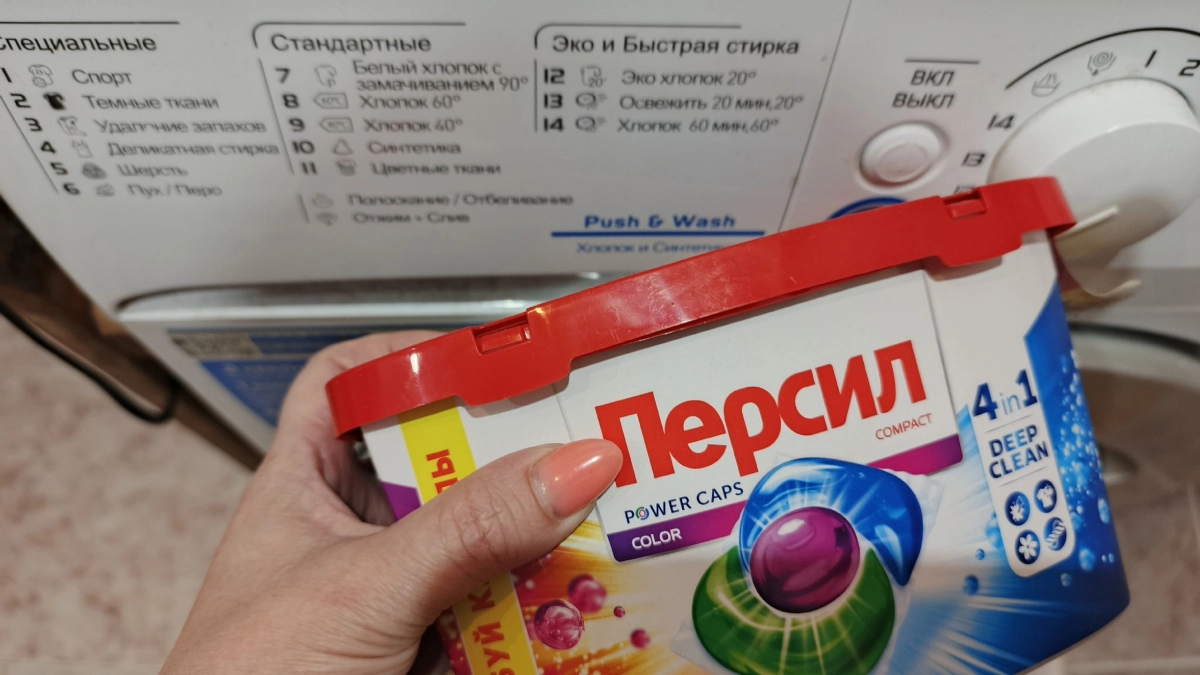 Специальные
1 Спорт
2 Темные ткани
3 Удаление запахов
4 Деликатная стирка
5 Шерсть
6 Пух / Перо
Стандартные
7 Белый хлопок с
замачиванием 90°
8 Хлопок 60°
9 Хлопок 40°
10 Синтетика
11 Цветные ткани
Полоскание / Отбеливание
Отжим - Слив
Эко и Быстрая стирка
12 Эко хлопок 20°
13 Освежить 20 мин,20°
14 Хлопок 60 мин,60°
Push & Wash
Хлопок и Синтетика
ВКЛ
ВЫКЛ
1
2
14
13
Персил
COMPACT
POWER CAPS
COLOR
4in1
DEEP
CLEAN